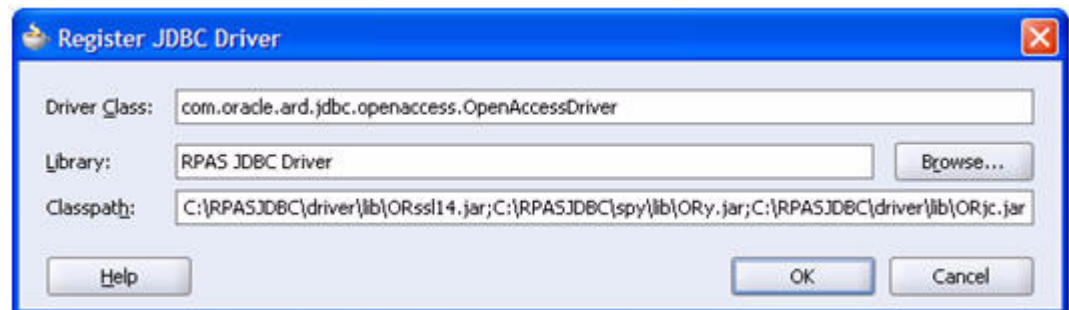 Register JDBC Driver
Driver Class: com.oracle.ard.jdbc.openaccess.OpenAccessDriver
Library: RPAS JDBC Driver Browse...
Classpath: C:\RPASJDBC\driver\lib\ORssl14.jar;C:\RPASJDBC\spy\lib\ORy.jar;C:\RPASJDBC\driver\lib\ORjc.jar
Help OK Cancel